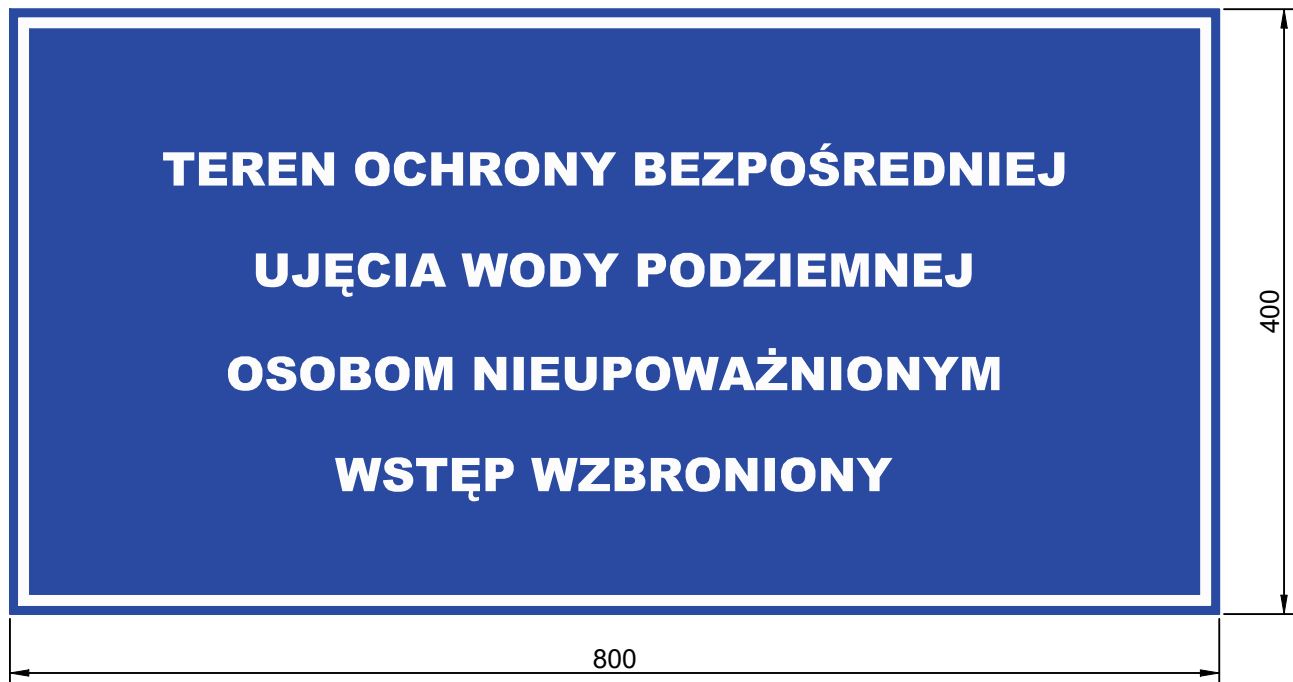 TEREN OCHRONY BEZPOŚREDNIEJ
UJĘCIA WODY PODZIEMNEJ
OSOBOM NIEUPOWAŻNIONYM
WSTĘP WZBRONIONY
400
800